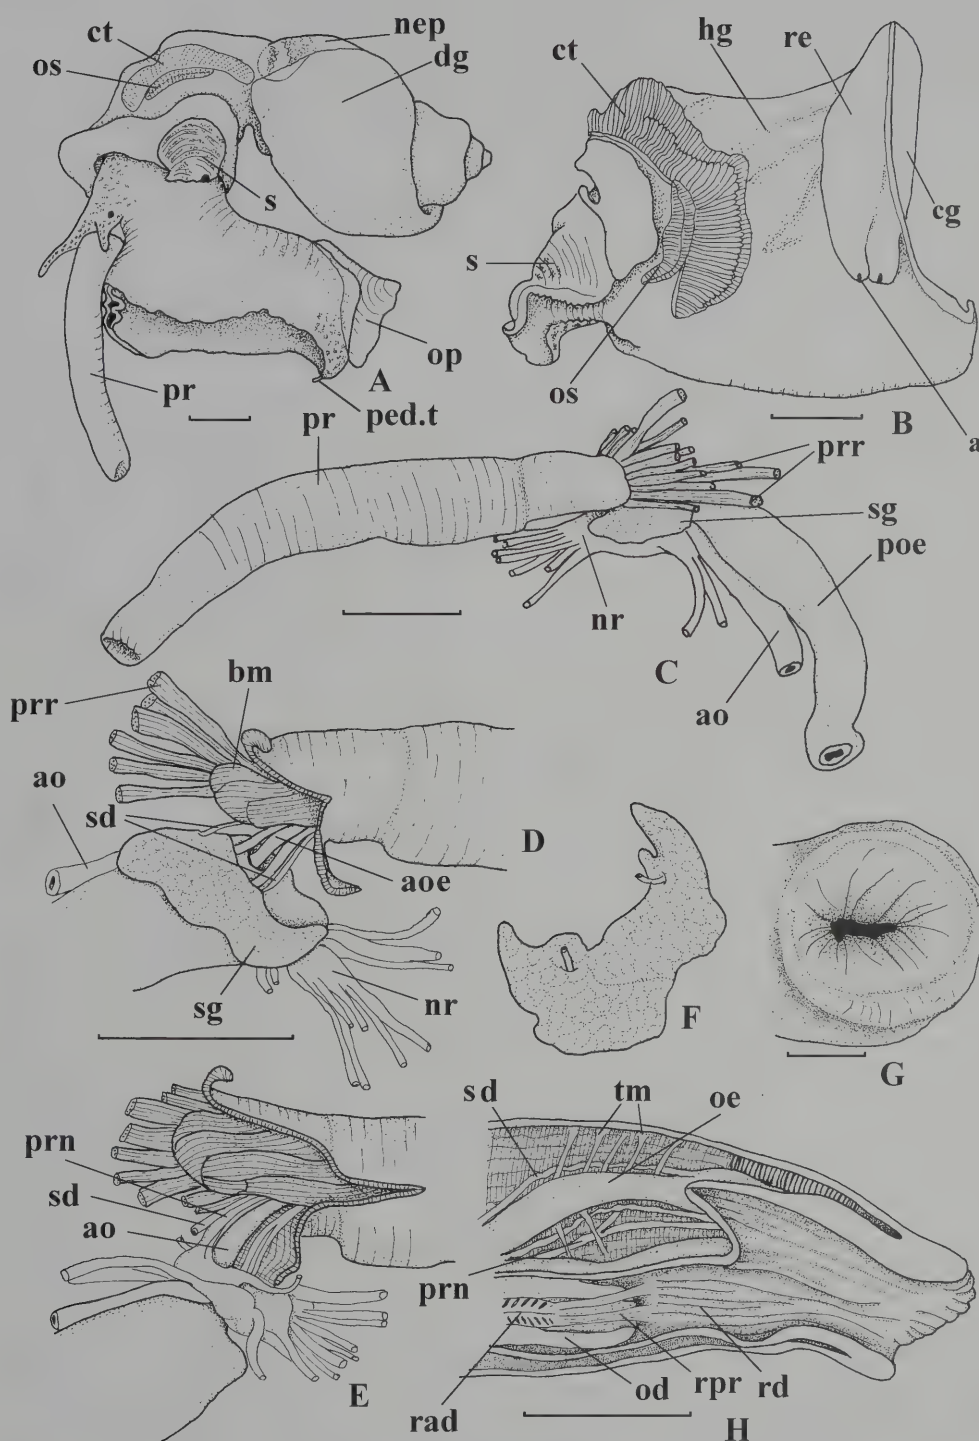 ct
nep
os
dg
s
op
pr
A
ped.t
hg
re
ct
cg
s
os
B
a
pr
prr
sg
poe
nr
C
ao
prr
bm
ao
sd
D
aoe
sg
nr
F
G
prn
sd
ao
E
sd
tm
oe
prn
rad
od
rpr
rd
H